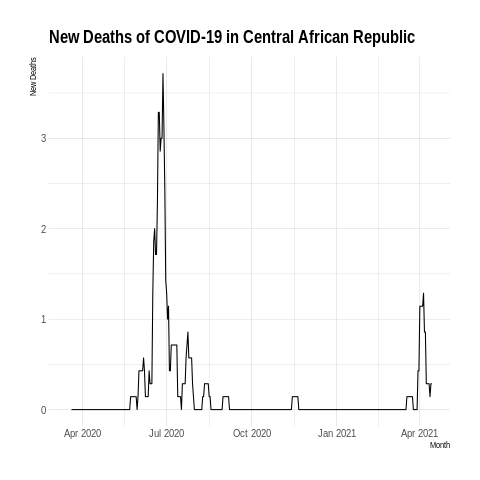 New Deaths of COVID-19 in Central African Republic
New Deaths
3
2
1
0
Apr 2020 Jul 2020 Oct 2020 Jan 2021 Apr 2021
Month